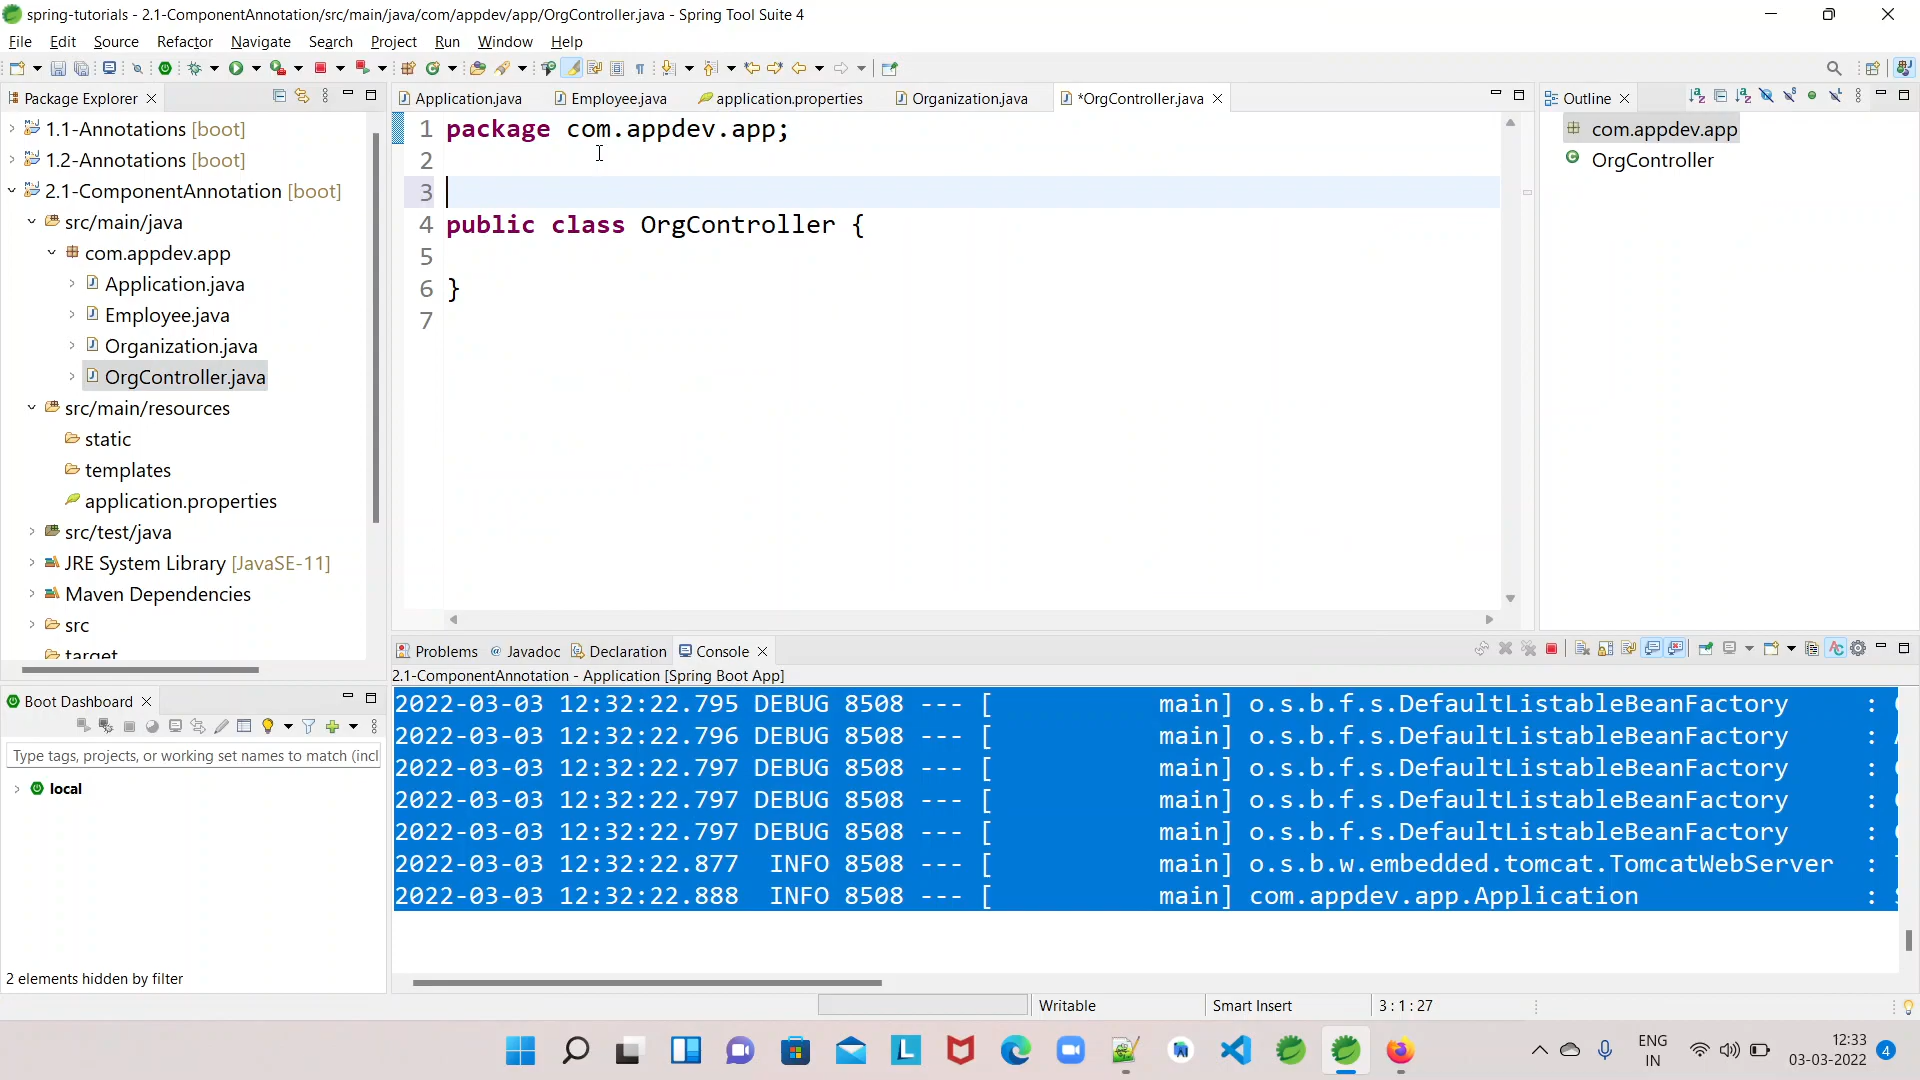 spring-tutorials - 2.1-ComponentAnnotation/src/main/java/com/appdev/app/OrgController.java - Spring Tool Suite 4
File Edit Source Refactor Navigate Search Project Run Window Help
Package Explorer
1.1-Annotations [boot]
1.2-Annotations [boot]
2.1-ComponentAnnotation [boot]
src/main/java
com.appdev.app
Application.java
Employee.java
Organization.java
OrgController.java
src/main/resources
static
templates
application.properties
src/test/java
JRE System Library [JavaSE-11]
Maven Dependencies
src
target
Application.java Employee.java application.properties Organization.java *OrgController.java
1 package com.appdev.app;
2
3
4 public class OrgController {
5
6 }
7
Outline
com.appdev.app
OrgController
Boot Dashboard
Type tags, projects, or working set names to match (incl
local
2 elements hidden by filter
Problems @ Javadoc Declaration Console
2.1-ComponentAnnotation - Application [Spring Boot App]
2022-03-03 12:32:22.795 DEBUG 8508 --- [ main] o.s.b.f.s.DefaultListableBeanFactory :
2022-03-03 12:32:22.796 DEBUG 8508 --- [ main] o.s.b.f.s.DefaultListableBeanFactory :
2022-03-03 12:32:22.797 DEBUG 8508 --- [ main] o.s.b.f.s.DefaultListableBeanFactory :
2022-03-03 12:32:22.797 DEBUG 8508 --- [ main] o.s.b.f.s.DefaultListableBeanFactory :
2022-03-03 12:32:22.797 DEBUG 8508 --- [ main] o.s.b.f.s.DefaultListableBeanFactory :
2022-03-03 12:32:22.877 INFO 8508 --- [ main] o.s.b.w.embedded.tomcat.TomcatWebServer :
2022-03-03 12:32:22.888 INFO 8508 --- [ main] com.appdev.app.Application :
Writable Smart Insert 3 : 1 : 27
ENG
IN
12:33
03-03-2022
4